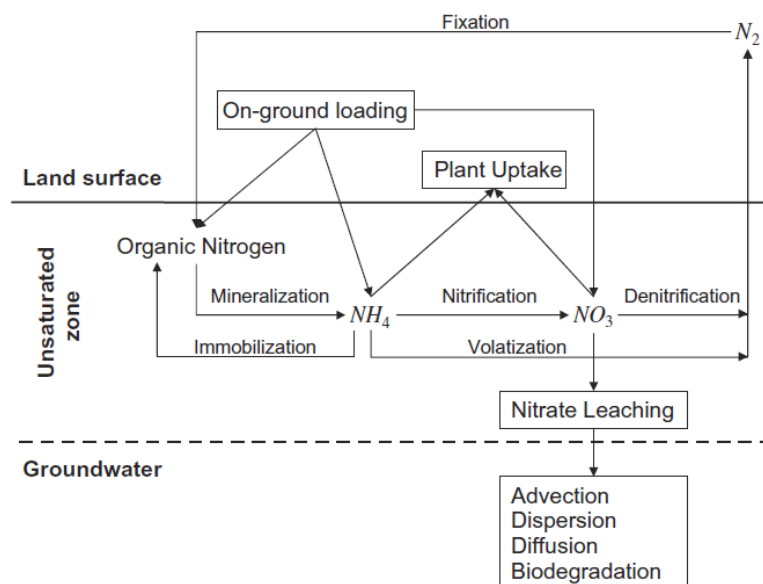 Fixation
N2
On-ground loading
Plant Uptake
Land surface
Unsaturated
zone
Organic Nitrogen
Mineralization
NH4
Nitrification
NO3
Denitrification
Immobilization
Volatization
Nitrate Leaching
Groundwater
Advection
Dispersion
Diffusion
Biodegradation